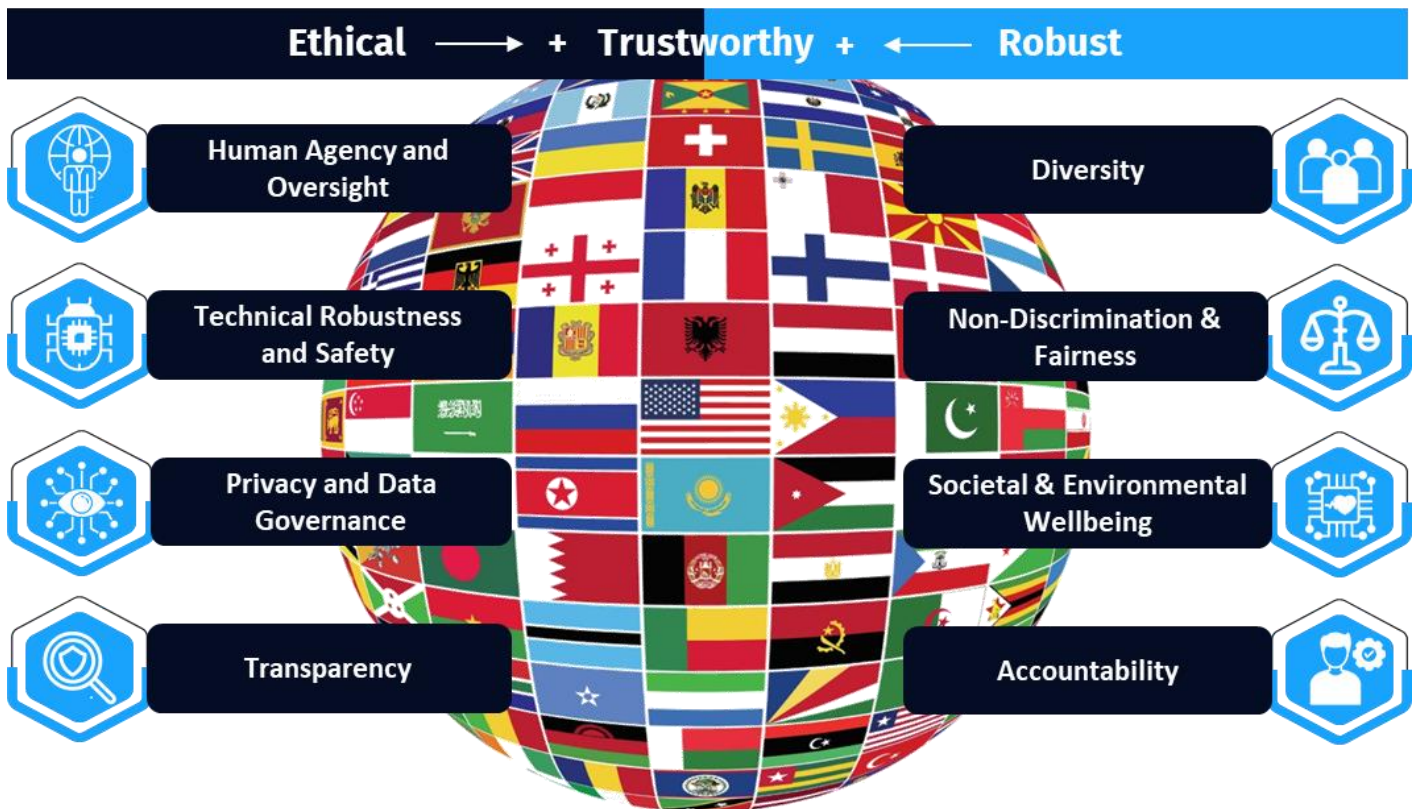 Ethical + Trustworthy + Robust
Human Agency and
Oversight
Technical Robustness
and Safety
Privacy and Data
Governance
Transparency
Diversity
Non-Discrimination &
Fairness
Societal & Environmental
Wellbeing
Accountability